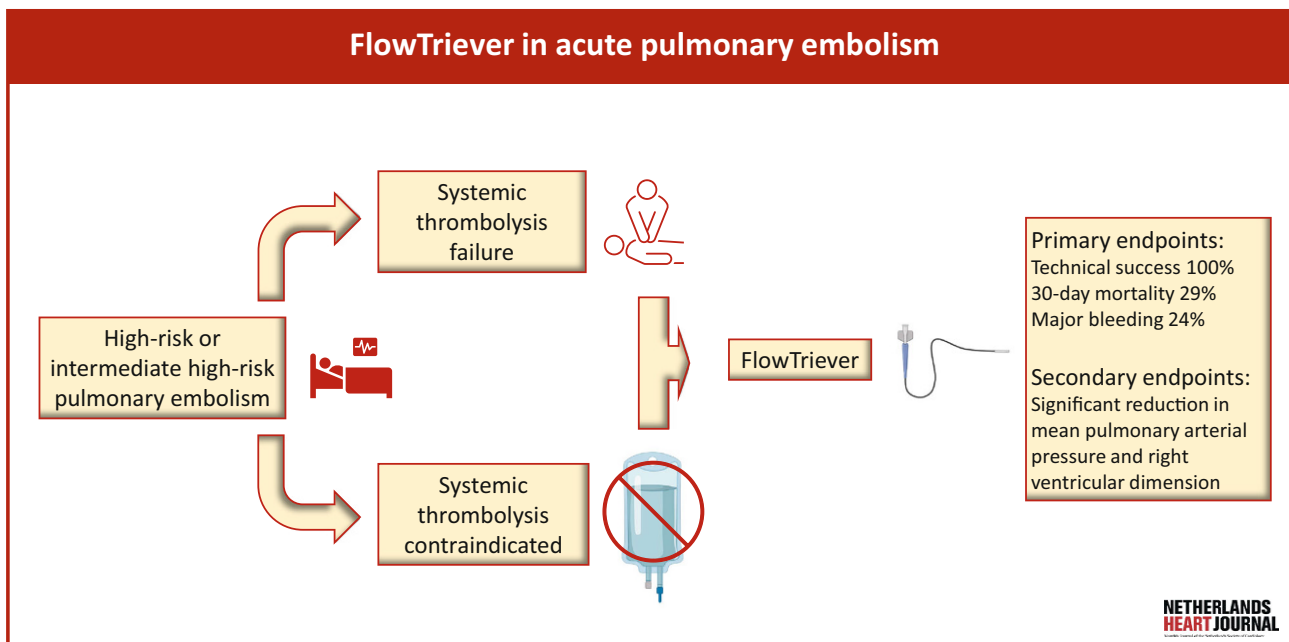 FlowTriever in acute pulmonary embolism
Systemic
thrombolysis
failure
High-risk or
intermediate high-risk
pulmonary embolism
Systemic
thrombolysis
contraindicated
FlowTriever
Primary endpoints:
Technical success 100%
30-day mortality 29%
Major bleeding 24%
Secondary endpoints:
Significant reduction in
mean pulmonary arterial
pressure and right
ventricular dimension
NETHERLANDS
HEART JOURNAL